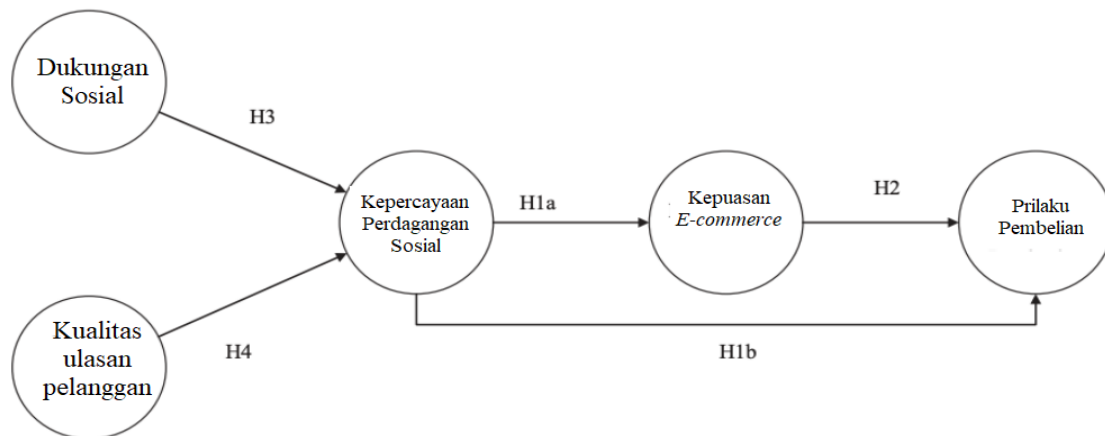 Dukungan
Sosial
H3
Kepercayaan
Perdagangan
Sosial
H1a
Kepuasan
E-commerce
H2
Prilaku
Pembelian
Kualitas
ulasan
pelanggan
H4
H1b